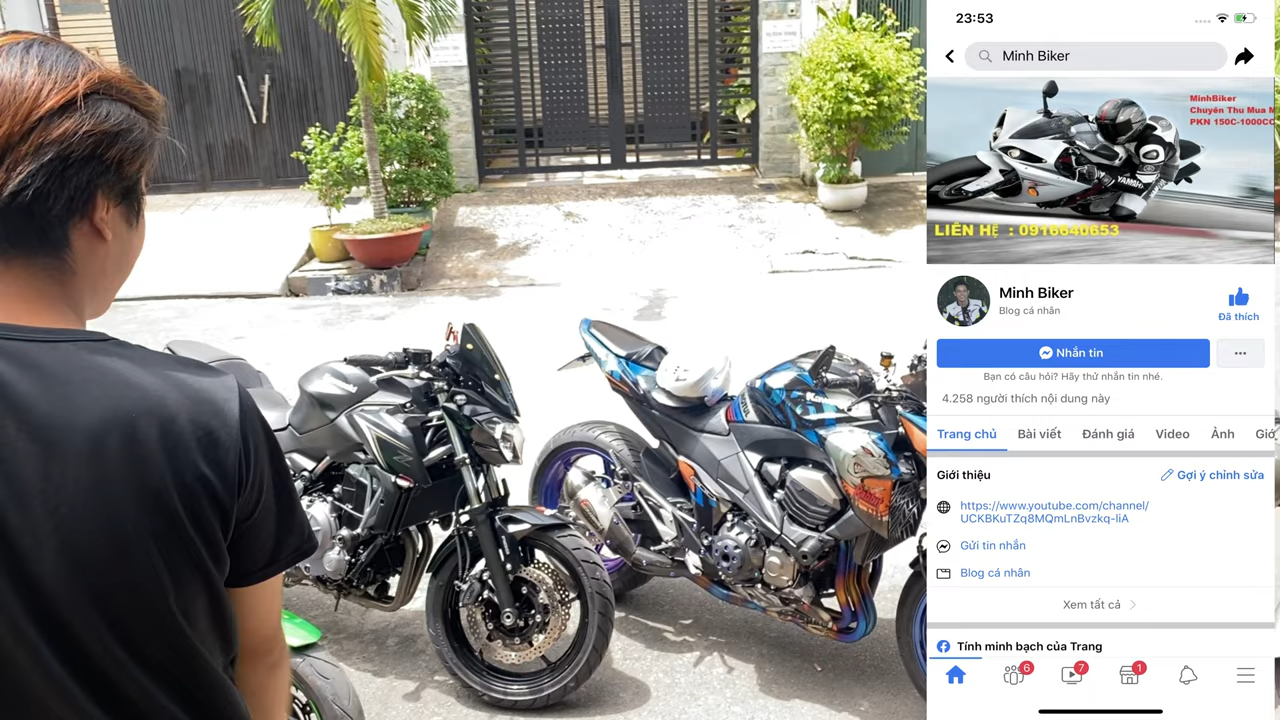 23:53
Minh Biker
MinhBiker
Chuyên Thu Mua M
PKN 150C-1000CC
LIÊN HỆ : 0916640653
Minh Biker
Blog cá nhân
Đã thích
Nhắn tin
Bạn có câu hỏi? Hãy thử nhắn tin nhé.
4.258 người thích nội dung này
Trang chủ Bài viết Đánh giá Video Ảnh Giớ
Giới thiệu
Gợi ý chỉnh sửa
https://www.youtube.com/channel/
UCKBKuTZq8MQmLnBvzkq-liA
Gửi tin nhắn
Blog cá nhân
Xem tất cả
Tính minh bạch của Trang
6 7 1
Z
YAMAHA